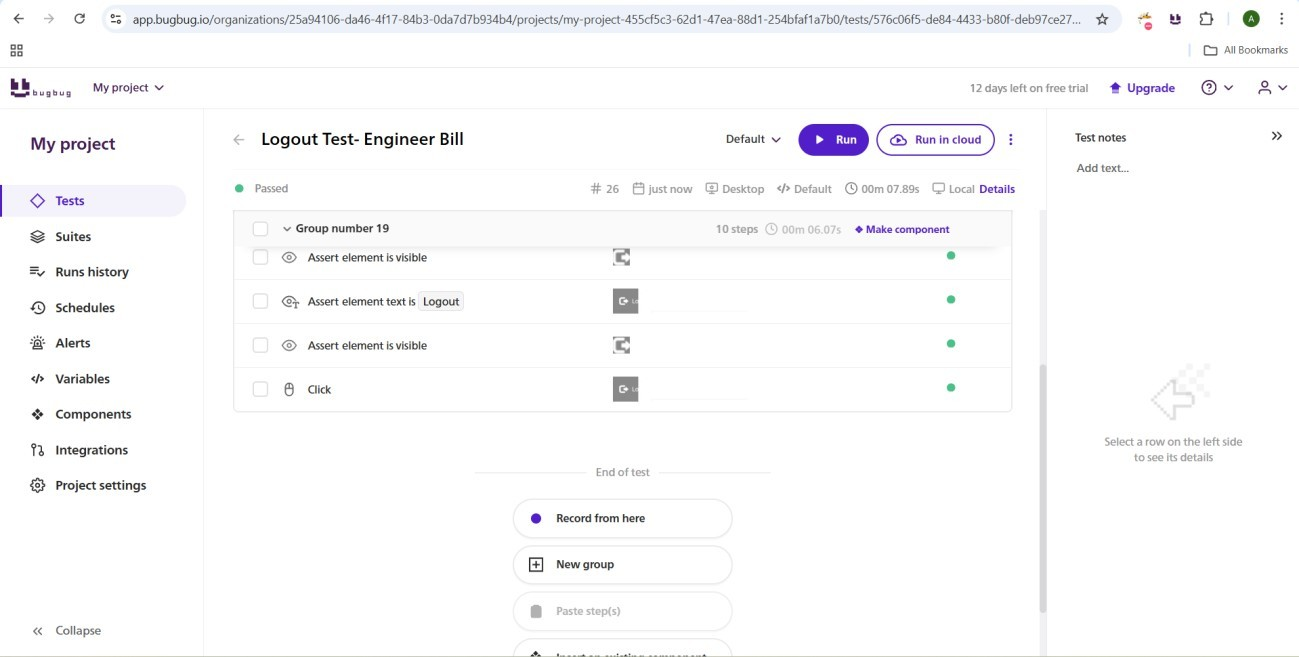 app.bugbug.io/organizations/25a94106-da46-4f17-84b3-0da7d7b934b4/projects/my-project-455cf5c3-62d1-47ea-88d1-254bfaf1a7b0/tests/576c06f5-de84-4433-b80f-deb97ce27...
A
All Bookmarks
bugbug
My project
12 days left on free trial
Upgrade
My project
Tests
Suites
Runs history
Schedules
Alerts
Variables
Components
Integrations
Project settings
Collapse
Logout Test- Engineer Bill
Default
Run
Run in cloud
Passed
# 26 just now Desktop Default 00m 07.89s Local Details
Group number 19
10 steps 00m 06.07s Make component
Assert element is visible
Assert element text is Logout
Assert element is visible
Click
End of test
Record from here
New group
Paste step(s)
Insert an existing component
Test notes
Add text...
Select a row on the left side
to see its details